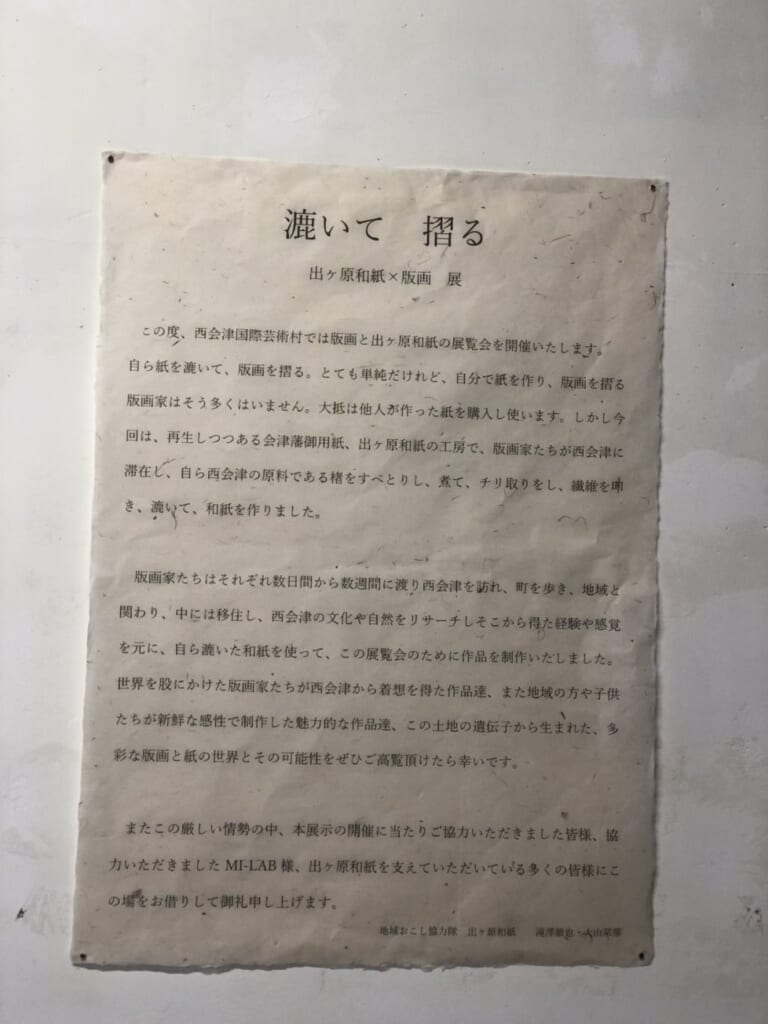 漉いて　摺る
出ヶ原和紙×版画　展
この度、西会津国際芸術村では版画と出ヶ原和紙の展覧会を開催いたします。
自ら紙を漉いて、版画を摺る。とても単純だけれど、自分で紙を作り、版画を摺る
版画家はそう多くはいません。大抵は他人が作った紙を購入し使います。しかし今
回は、再生しつつある会津藩御用紙、出ヶ原和紙の工房で、版画家たちが西会津に
滞在し、自ら西会津の原料である楮をすべとりし、煮て、チリ取りをし、繊維を叩
き、漉いて、和紙を作りました。
版画家たちはそれぞれ数日間から数週間に渡り西会津を訪れ、町を歩き、地域と
関わり、中には移住し、西会津の文化や自然をリサーチしそこから得た経験や感覚
を元に、自ら漉いた和紙を使って、この展覧会のために作品を制作いたしました。
世界を股にかけた版画家たちが西会津から着想を得た作品達、また地域の方や子供
たちが新鮮な感性で制作した魅力的な作品達、この土地の遺伝子から生まれた、多
彩な版画と紙の世界とその可能性をぜひご高覧頂けたら幸いです。
またこの厳しい情勢の中、本展示の開催に当たりご協力いただきました皆様、協
力いただきました MI-LAB 様、出ヶ原和紙を支えていただいている多くの皆様にこ
の場をお借りして御礼申し上げます。
地域おこし協力隊　出ヶ原和紙　滝澤徹也・